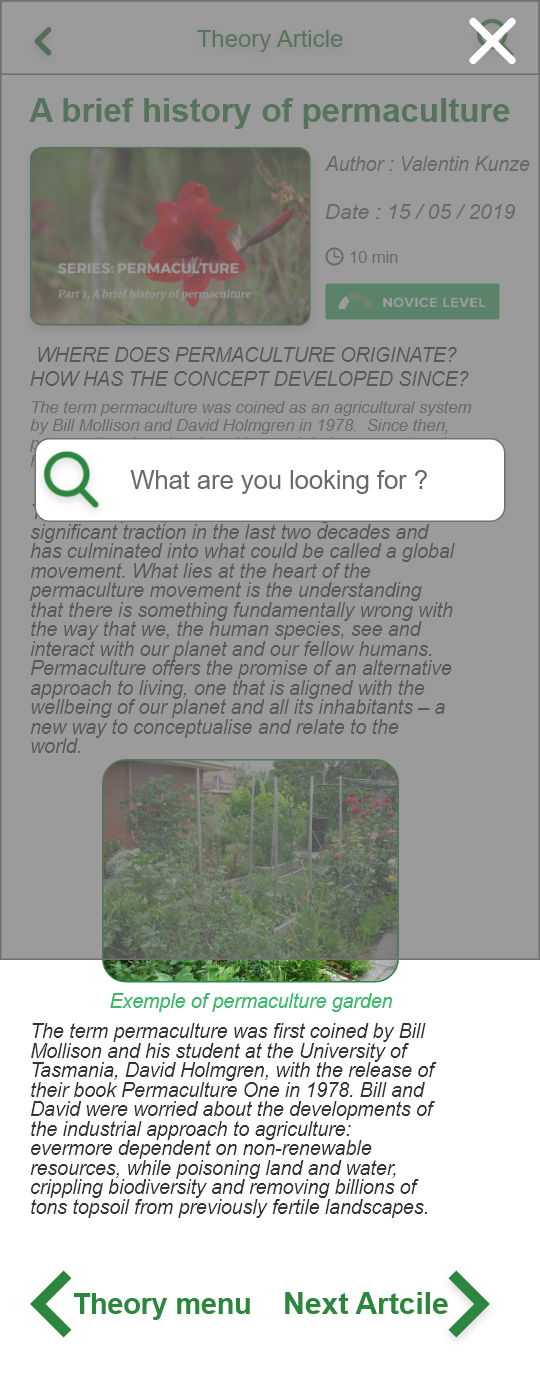 Theory Article
A brief history of permaculture
SERIES: PERMACULTURE
Part 1, A brief history of permaculture
Author : Valentin Kunze
Date : 15 / 05 / 2019
10 min
NOVICE LEVEL
WHERE DOES PERMACULTURE ORIGINATE?
HOW HAS THE CONCEPT DEVELOPED SINCE?
The term permaculture was coined as an agricultural system
by Bill Mollison and David Holmgren in 1978. Since then,
What are you looking for ?
significant traction in the last two decades and
has culminated into what could be called a global
movement. What lies at the heart of the
permaculture movement is the understanding
that there is something fundamentally wrong with
the way that we, the human species, see and
interact with our planet and our fellow humans.
Permaculture offers the promise of an alternative
approach to living, one that is aligned with the
wellbeing of our planet and all its inhabitants – a
new way to conceptualise and relate to the
world.
Exemple of permaculture garden
The term permaculture was first coined by Bill
Mollison and his student at the University of
Tasmania, David Holmgren, with the release of
their book Permaculture One in 1978. Bill and
David were worried about the developments of
the industrial approach to agriculture:
evermore dependent on non-renewable
resources, while poisoning land and water,
crippling biodiversity and removing billions of
tons topsoil from previously fertile landscapes.
Theory menu
Next Artcile